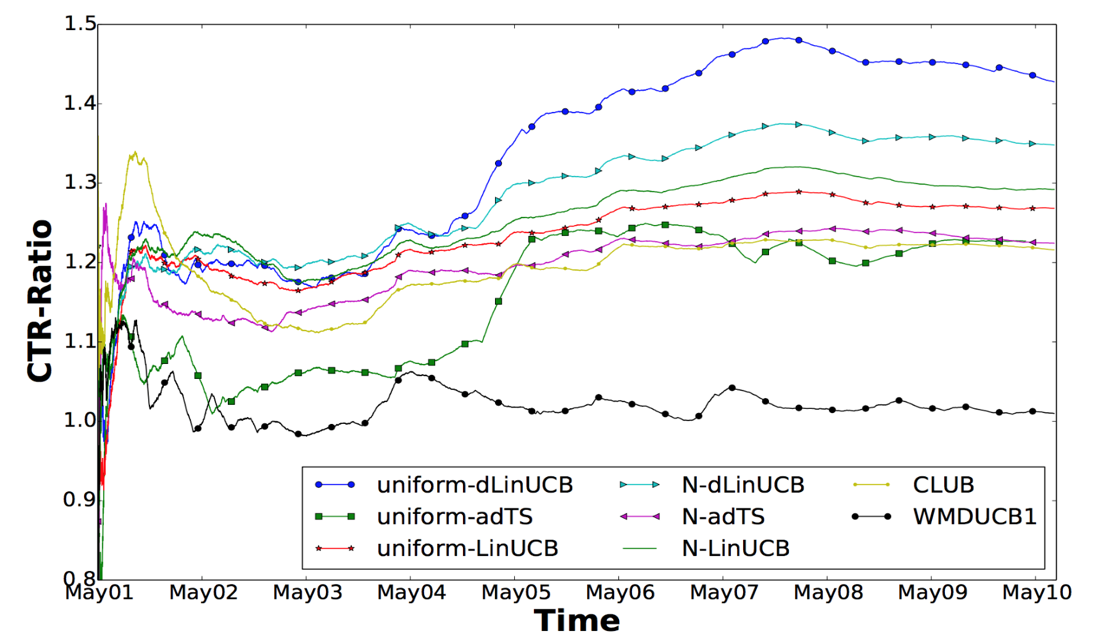 1.5
1.4
1.3
1.2
1.1
1.0
0.9
0.8
CTR-Ratio
uniform-dLinUCB N-dLinUCB CLUB
uniform-adTS N-adTS WMDUCB1
uniform-LinUCB N-LinUCB
May01 May02 May03 May04 May05 May06 May07 May08 May09 May10
Time